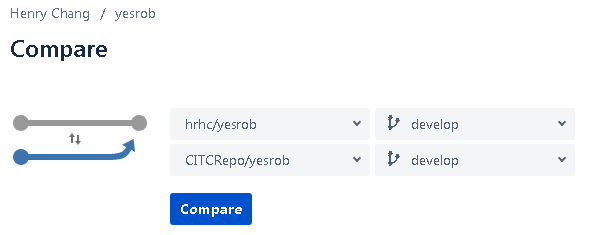 Henry Chang / yesrob
Compare
hrhc/yesrob develop
CITCRepo/yesrob develop
Compare